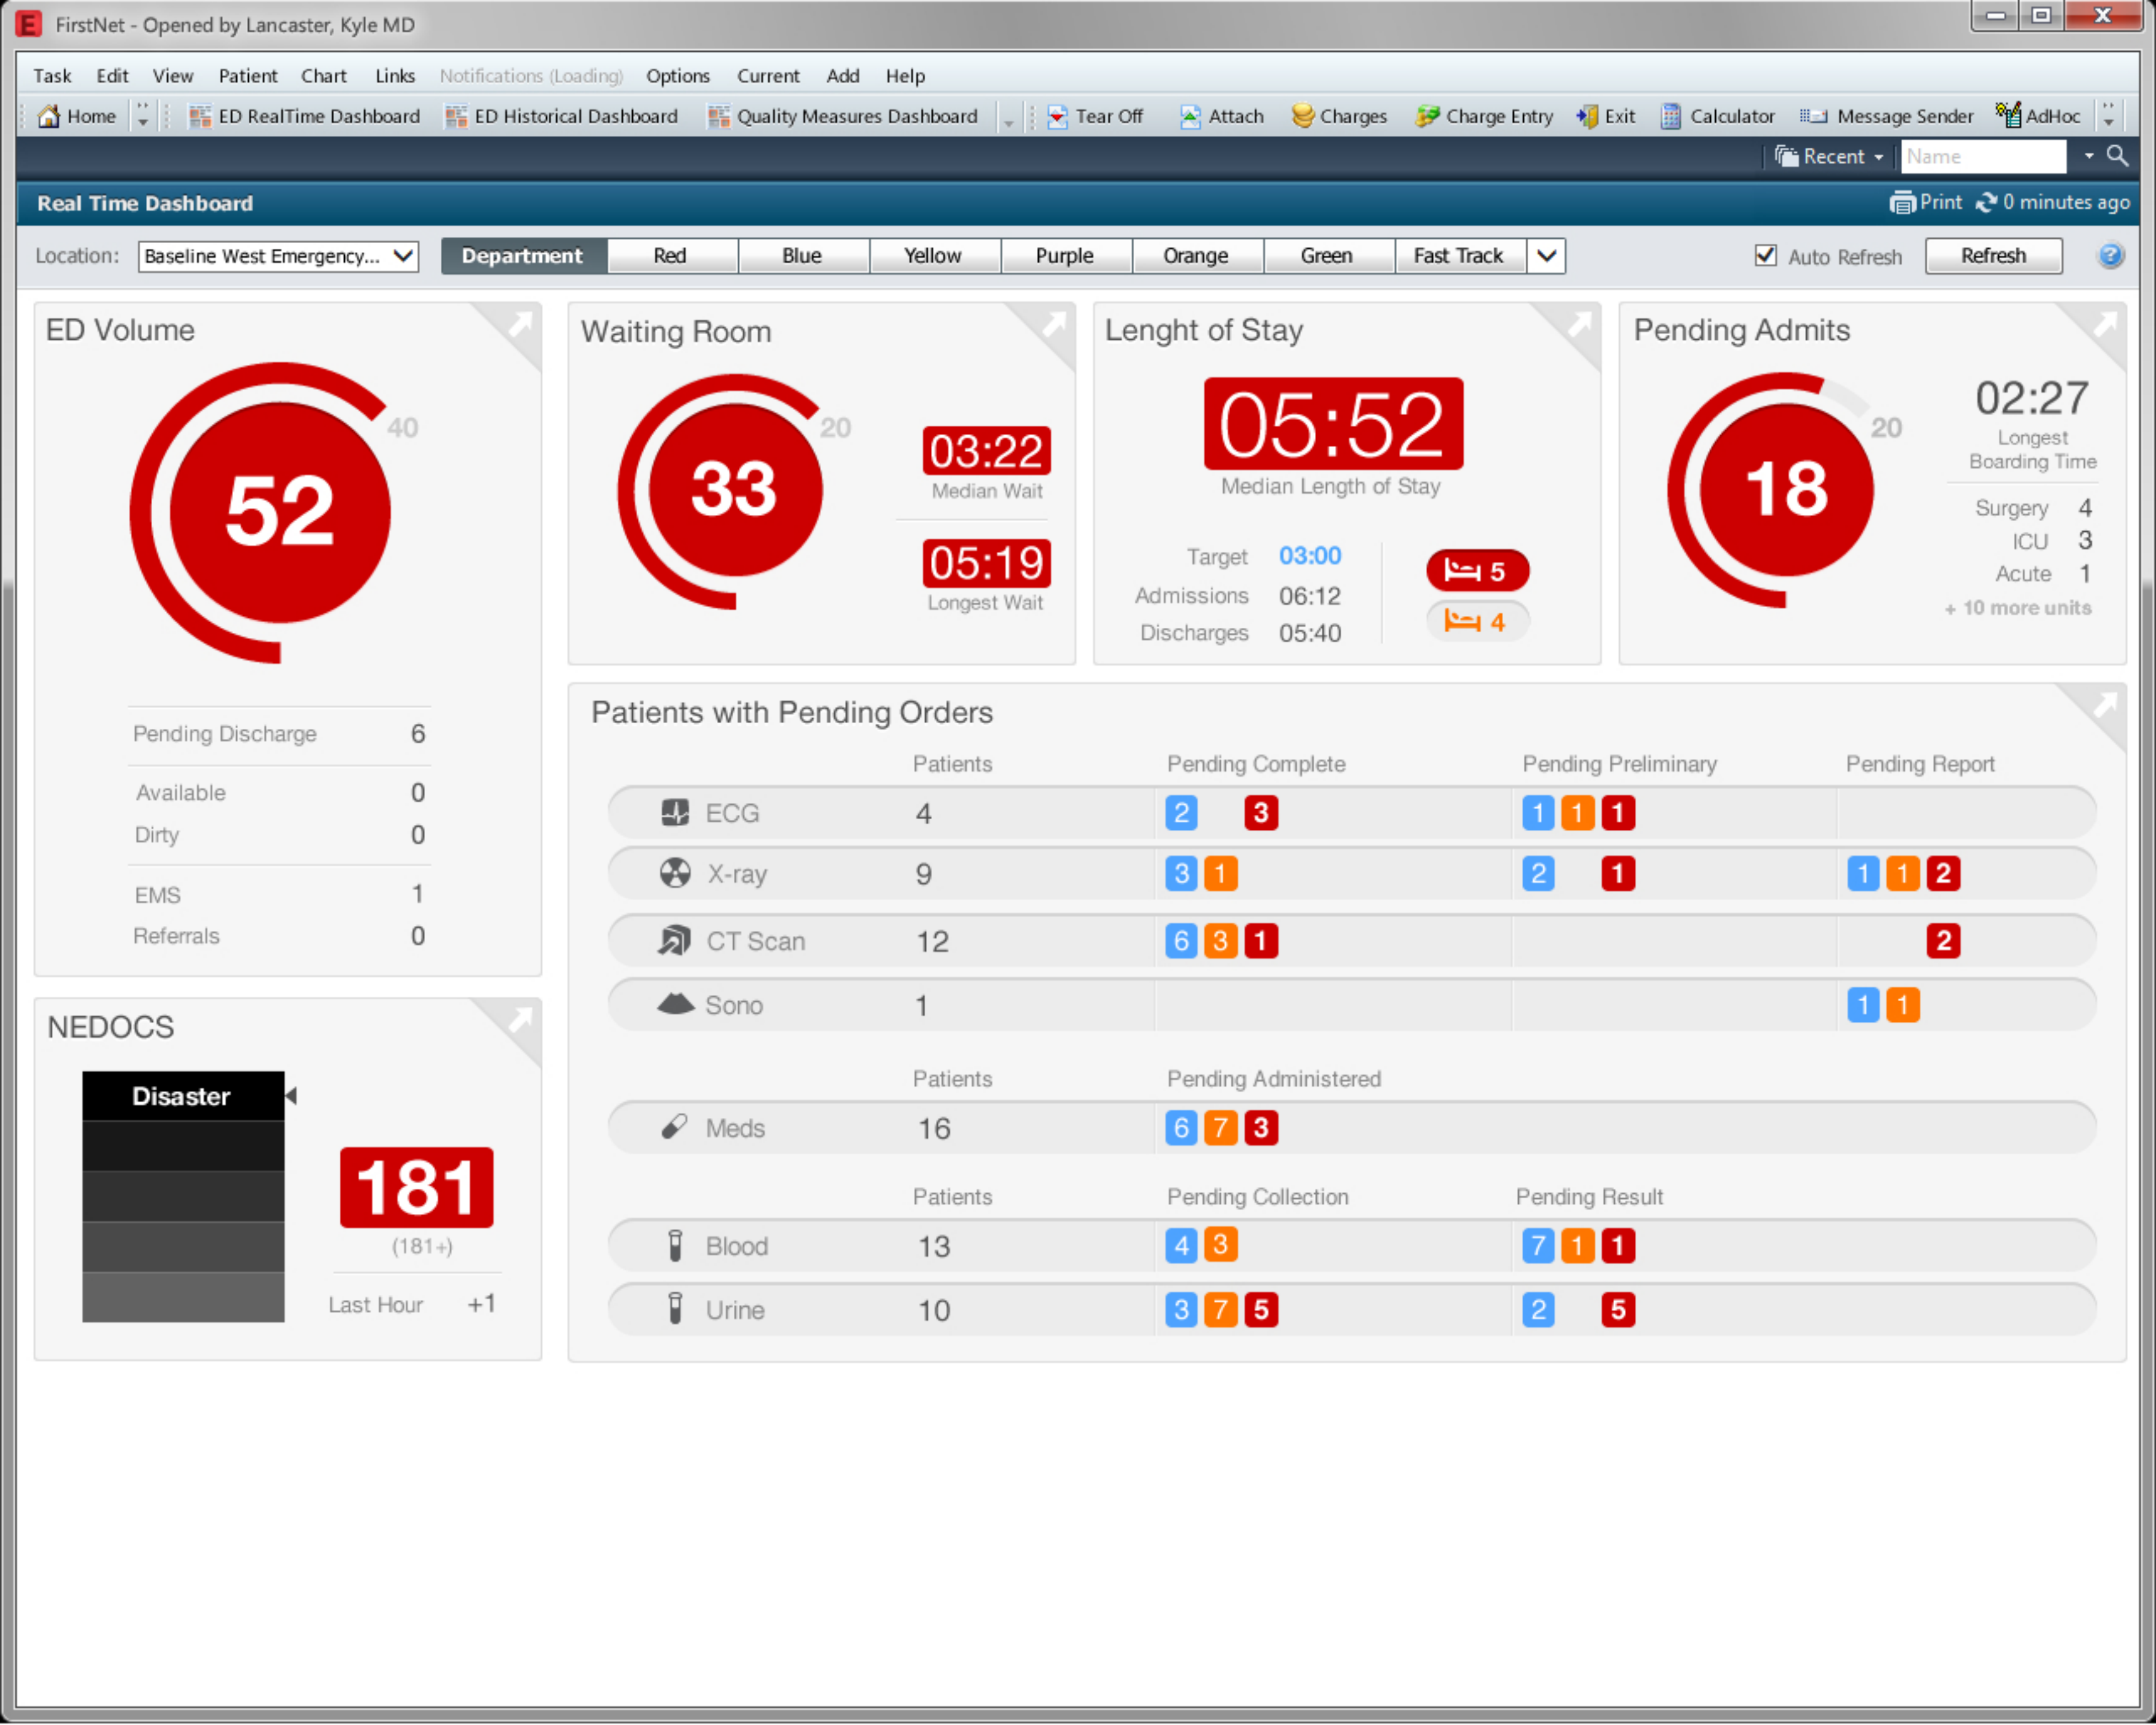 E FirstNet - Opened by Lancaster, Kyle MD
Task Edit View Patient Chart Links Notifications (Loading) Options Current Add Help
Home ED RealTime Dashboard ED Historical Dashboard Quality Measures Dashboard Tear Off Attach Charges Charge Entry Exit Calculator Message Sender AdHoc
Recent Name
Real Time Dashboard Print 0 minutes ago
Location: Baseline West Emergency... Department Red Blue Yellow Purple Orange Green Fast Track Auto Refresh Refresh ?
ED Volume
40
52
Pending Discharge 6
Available 0
Dirty 0
EMS 1
Referrals 0
Waiting Room
20
33
03:22
Median Wait
05:19
Longest Wait
Lenght of Stay
05:52
Median Length of Stay
Target 03:00
Admissions 06:12
Discharges 05:40
5
4
Pending Admits
20
18
02:27
Longest
Boarding Time
Surgery 4
ICU 3
Acute 1
+ 10 more units
NEDOCS
Disaster
181
(181+)
Last Hour +1
Patients with Pending Orders
Patients Pending Complete Pending Preliminary Pending Report
ECG 4 2 3 1 1 1
X-ray 9 3 1 2 1 1 1 2
CT Scan 12 6 3 1 2
Sono 1 1 1
Patients Pending Administered
Meds 16 6 7 3
Patients Pending Collection Pending Result
Blood 13 4 3 7 1 1
Urine 10 3 7 5 2 5